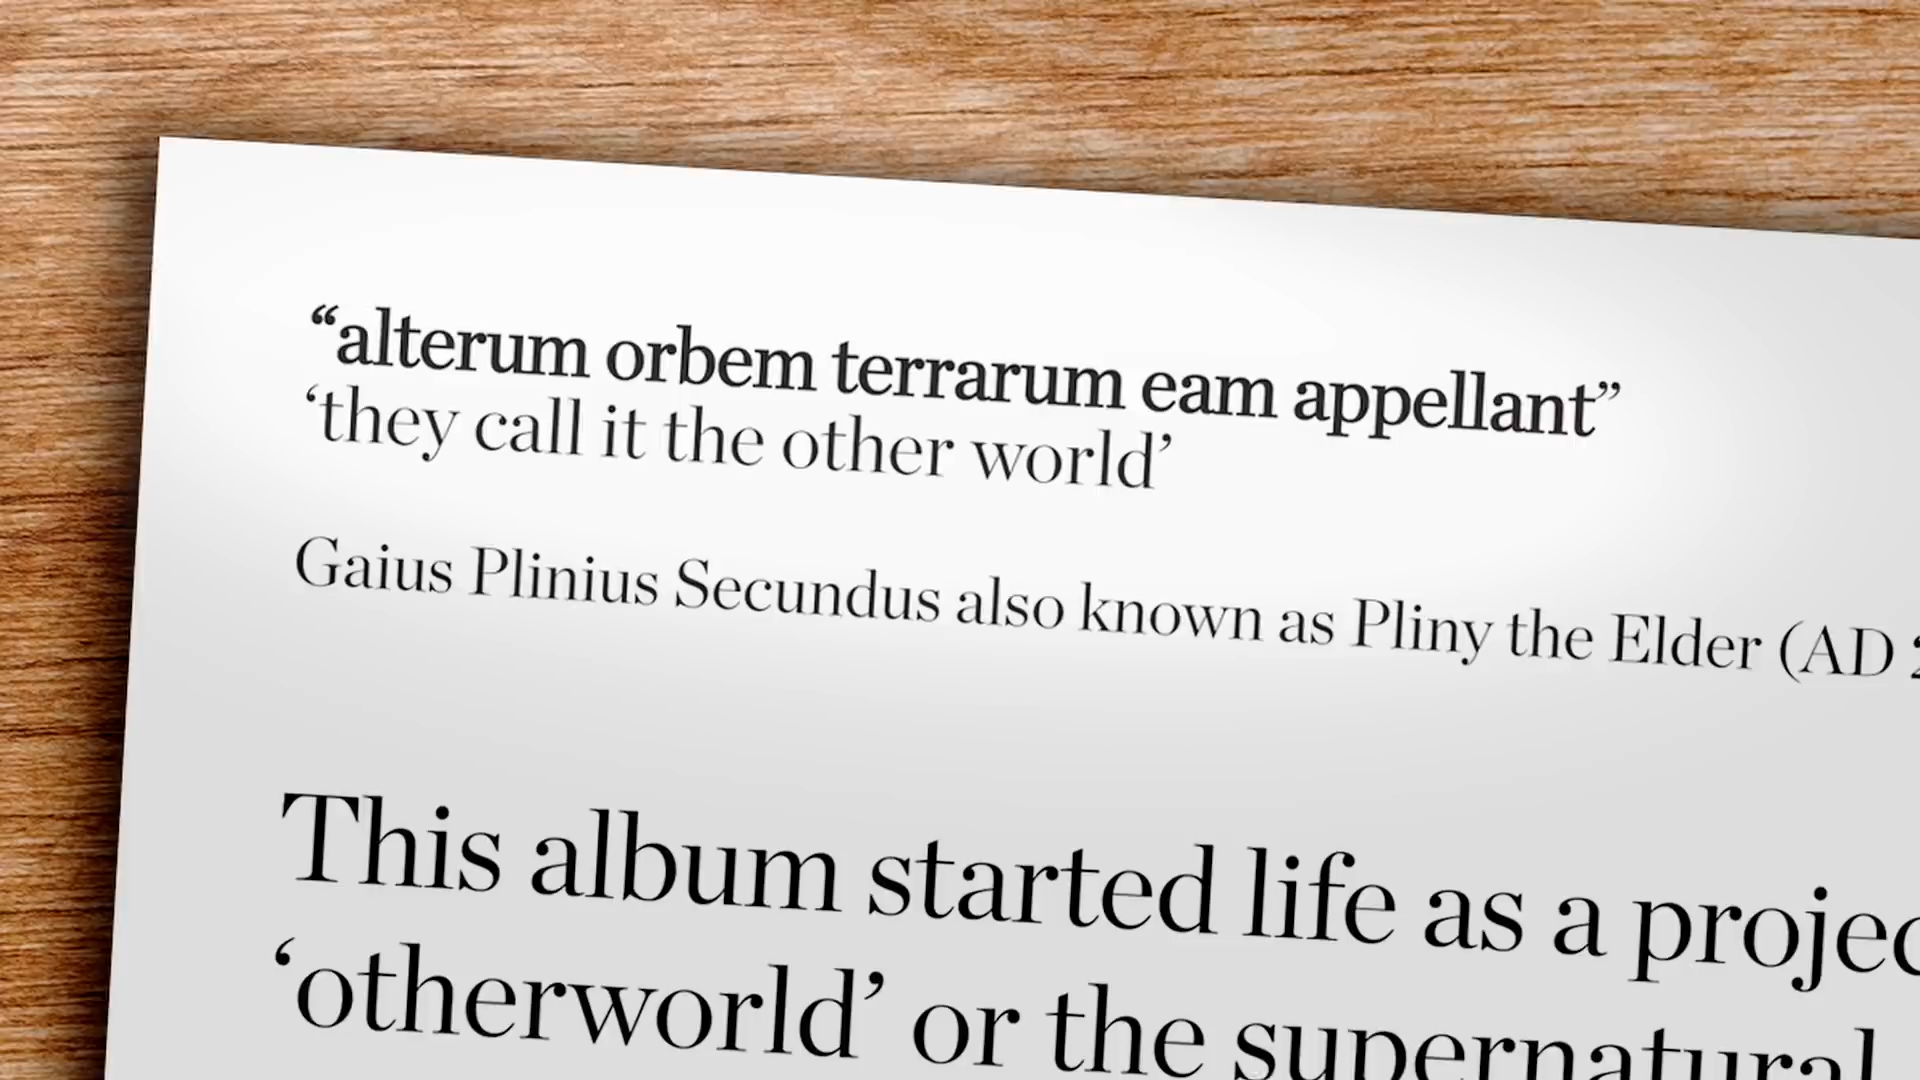 “alterum orbem terrarum eam appellant”
‘they call it the other world’
Gaius Plinius Secundus also known as Pliny the Elder (AD
This album started life as a projec
‘otherworld’ or the supernatural